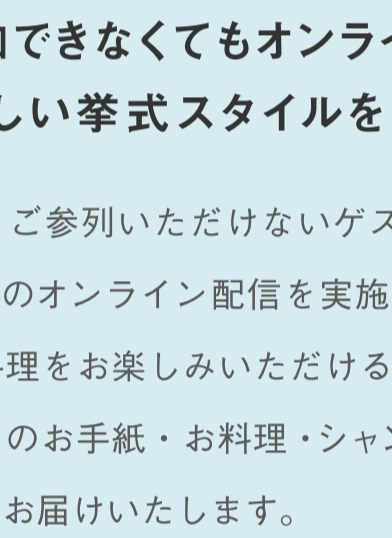 できなくてもオンライ
しい挙式スタイルを
ご参列いただけないゲス
のオンライン配信を実施
理をお楽しみいただける
のお手紙・お料理・シャン
お届けいたします。